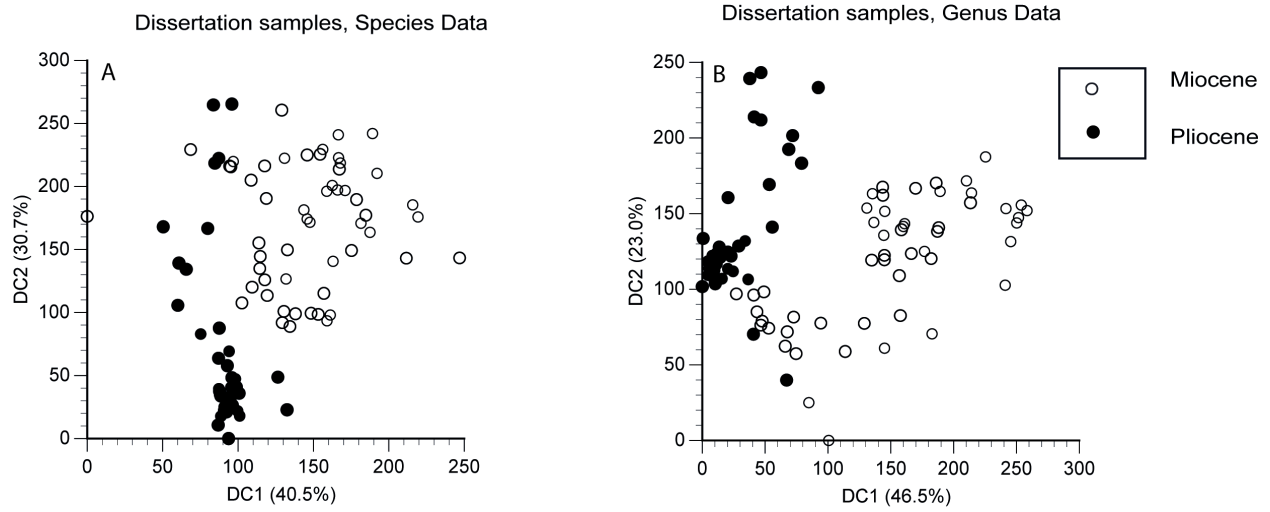 Dissertation samples, Species Data
A
300
250
200
150
100
50
0
DC2 (30.7%)
0 50 100 150 200 250
DC1 (40.5%)
Dissertation samples, Genus Data
B
250
200
150
100
50
0
DC2 (23.0%)
0 50 100 150 200 250 300
DC1 (46.5%)
Miocene
Pliocene